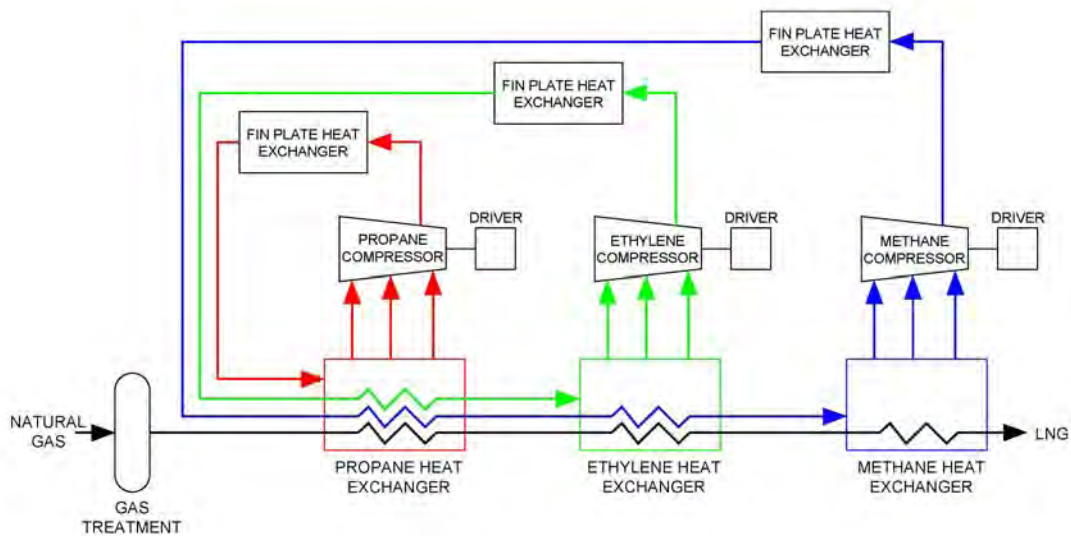 FIN PLATE HEAT
EXCHANGER
FIN PLATE HEAT
EXCHANGER
FIN PLATE HEAT
EXCHANGER
DRIVER
PROPANE
COMPRESSOR
DRIVER
ETHYLENE
COMPRESSOR
DRIVER
METHANE
COMPRESSOR
NATURAL
GAS
LNG
PROPANE HEAT
EXCHANGER
ETHYLENE HEAT
EXCHANGER
METHANE HEAT
EXCHANGER
GAS
TREATMENT